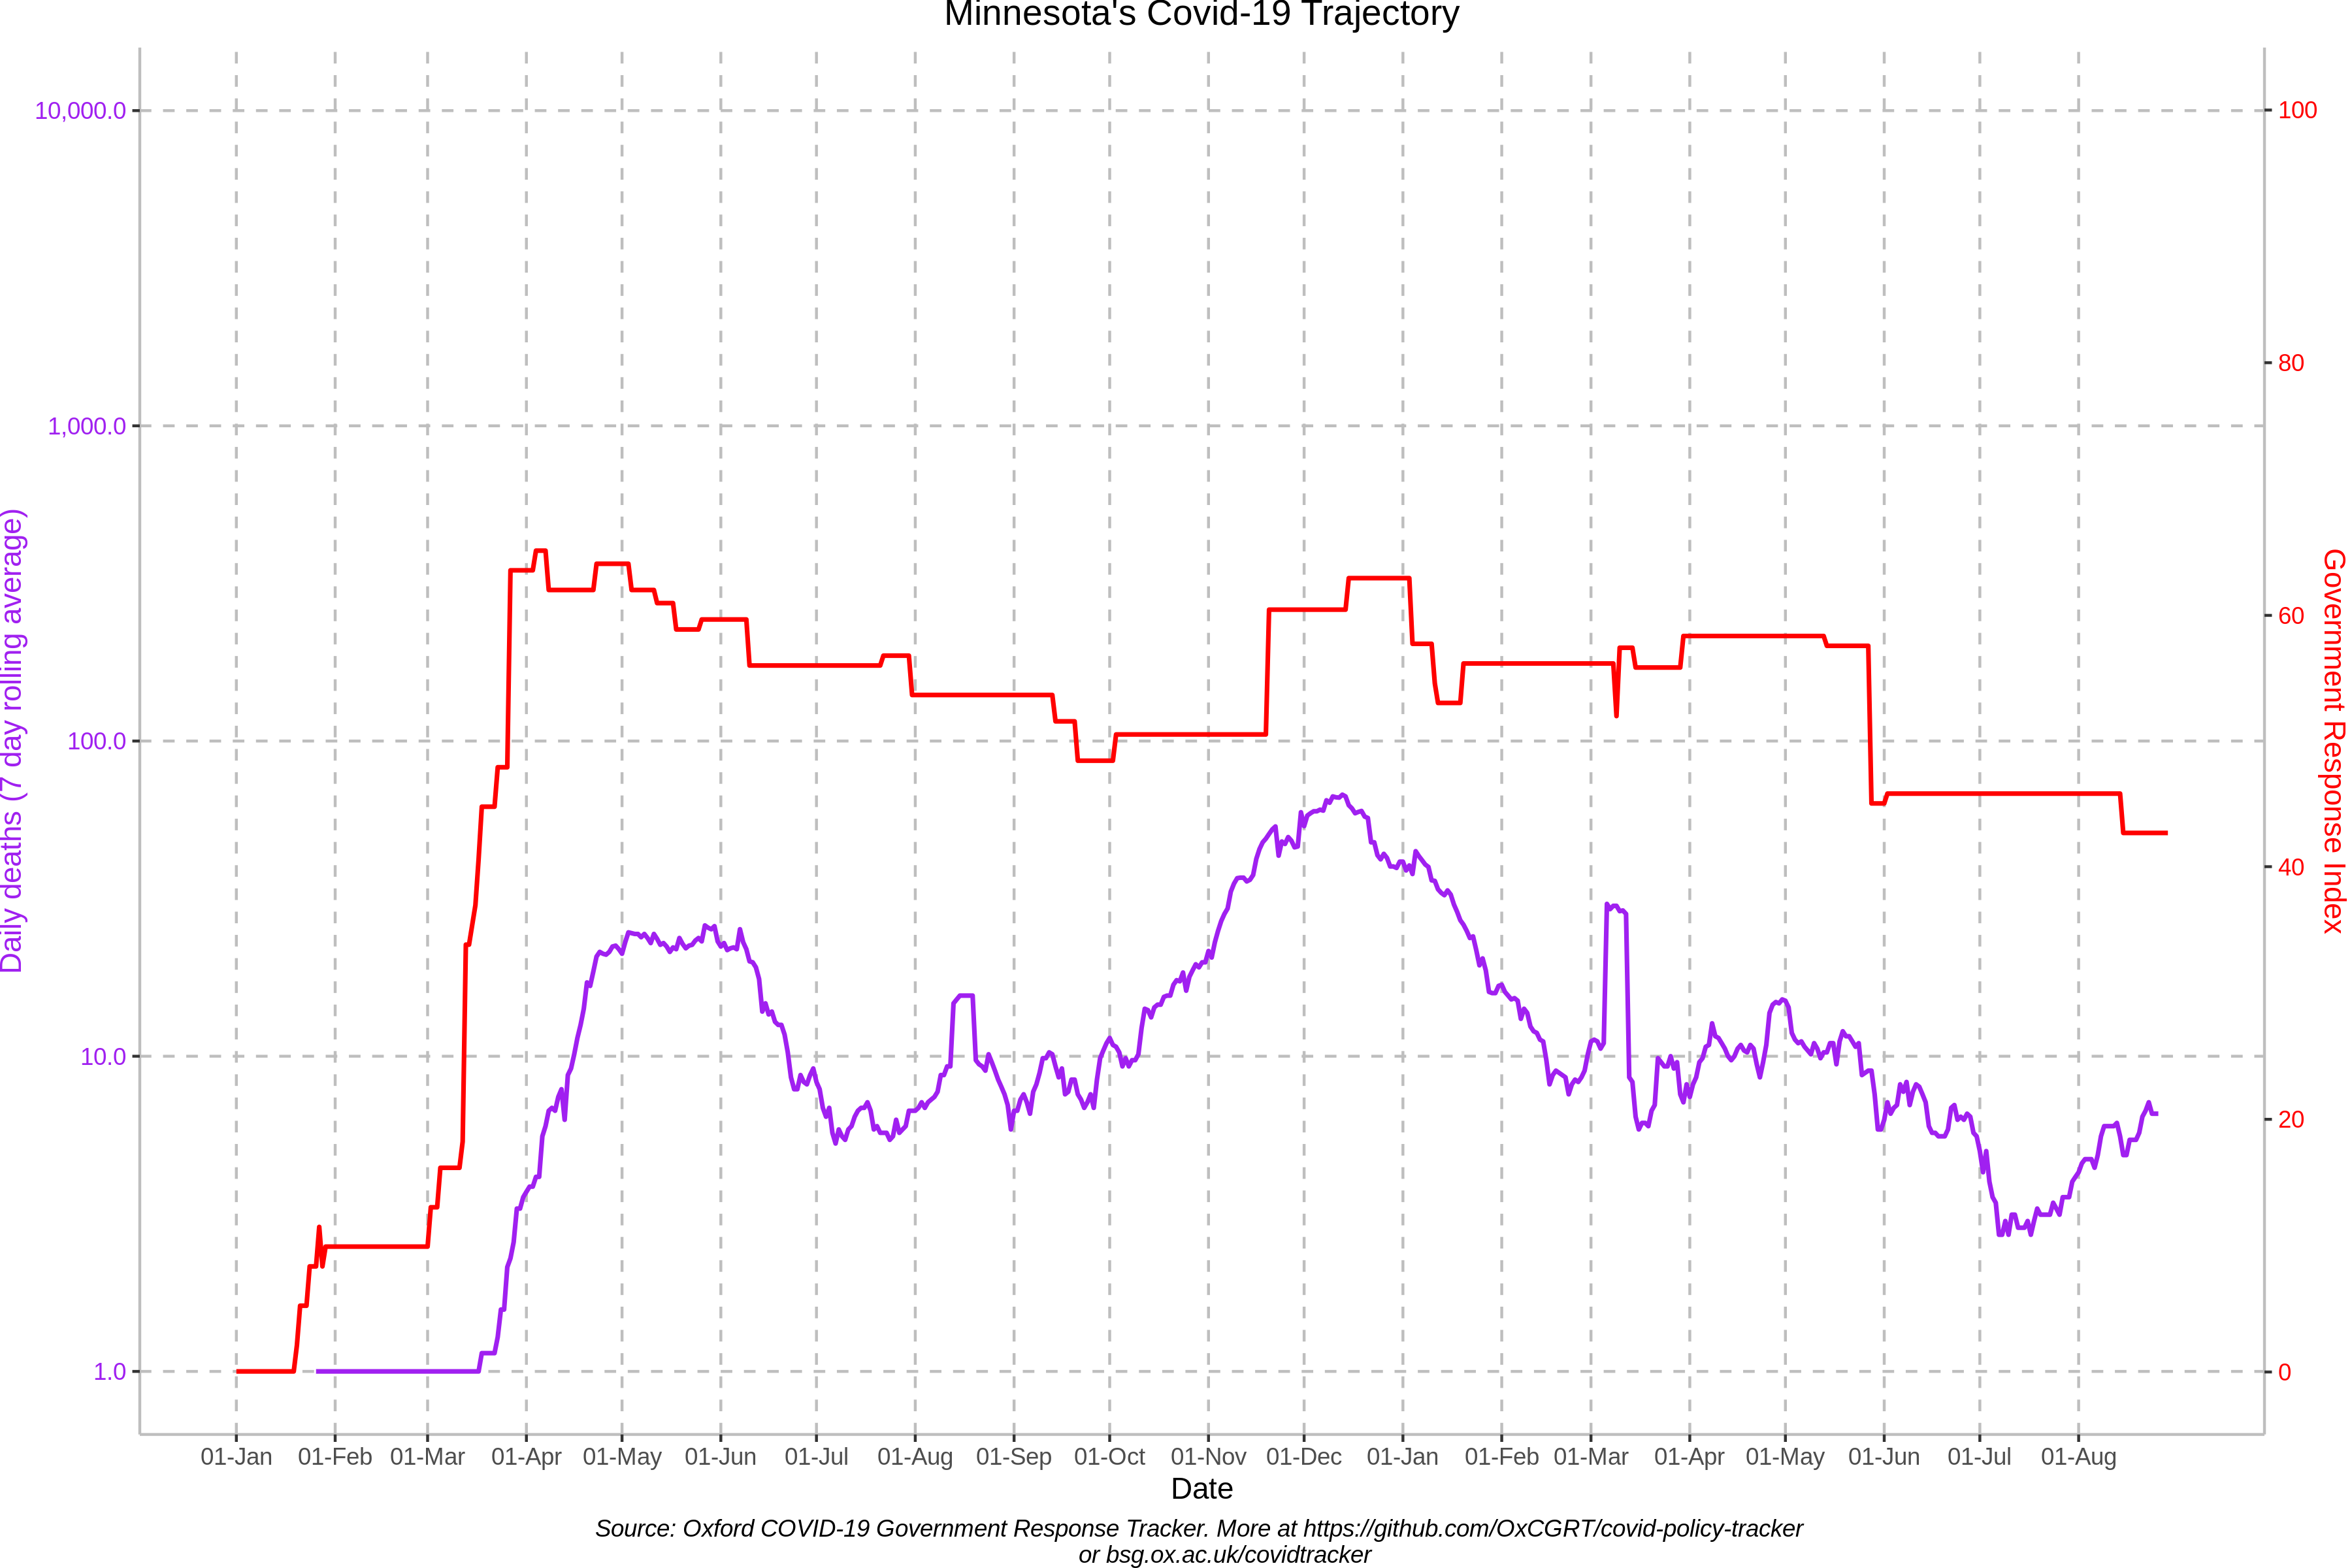 Minnesota's Covid-19 Trajectory
10,000.0
1,000.0
100.0
10.0
1.0
Daily deaths (7 day rolling average)
100
80
60
40
20
0
Government Response Index
01-Jan 01-Feb 01-Mar 01-Apr 01-May 01-Jun 01-Jul 01-Aug 01-Sep 01-Oct 01-Nov 01-Dec 01-Jan 01-Feb 01-Mar 01-Apr 01-May 01-Jun 01-Jul 01-Aug
Date
Source: Oxford COVID-19 Government Response Tracker. More at https://github.com/OxCGRT/covid-policy-tracker
or bsg.ox.ac.uk/covidtracker